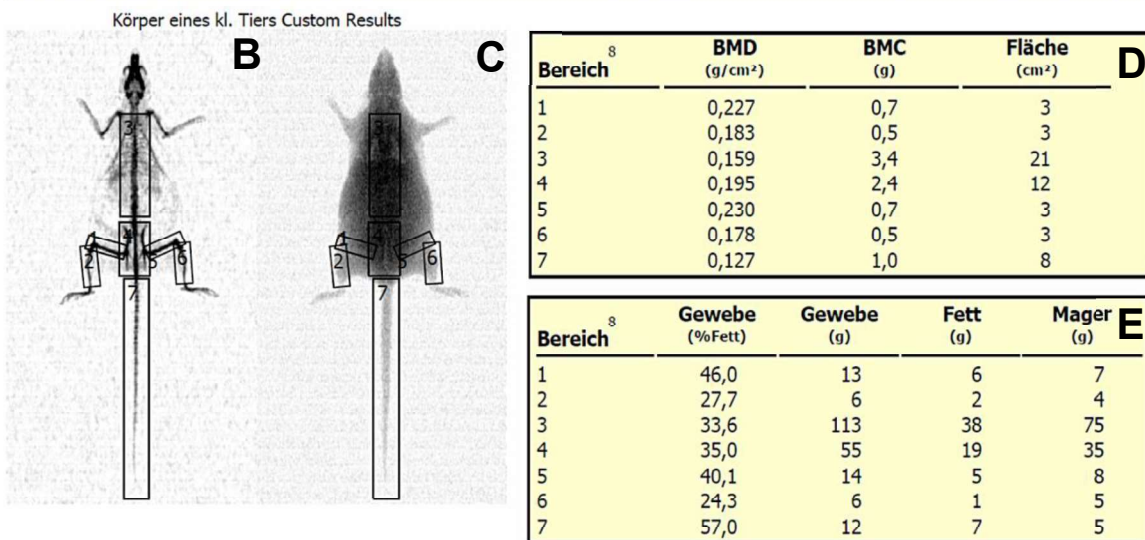 Körper eines kl. Tiers Custom Results
B
3
4
1
2
5
6
7
C
3
4
1
2
5
6
7
D
Bereich 8 BMD (g/cm²) BMC (g) Fläche (cm²)
1 0,227 0,7 3
2 0,183 0,5 3
3 0,159 3,4 21
4 0,195 2,4 12
5 0,230 0,7 3
6 0,178 0,5 3
7 0,127 1,0 8
E
Bereich 8 Gewebe (%Fett) Gewebe (g) Fett (g) Mager (g)
1 46,0 13 6 7
2 27,7 6 2 4
3 33,6 113 38 75
4 35,0 55 19 35
5 40,1 14 5 8
6 24,3 6 1 5
7 57,0 12 7 5